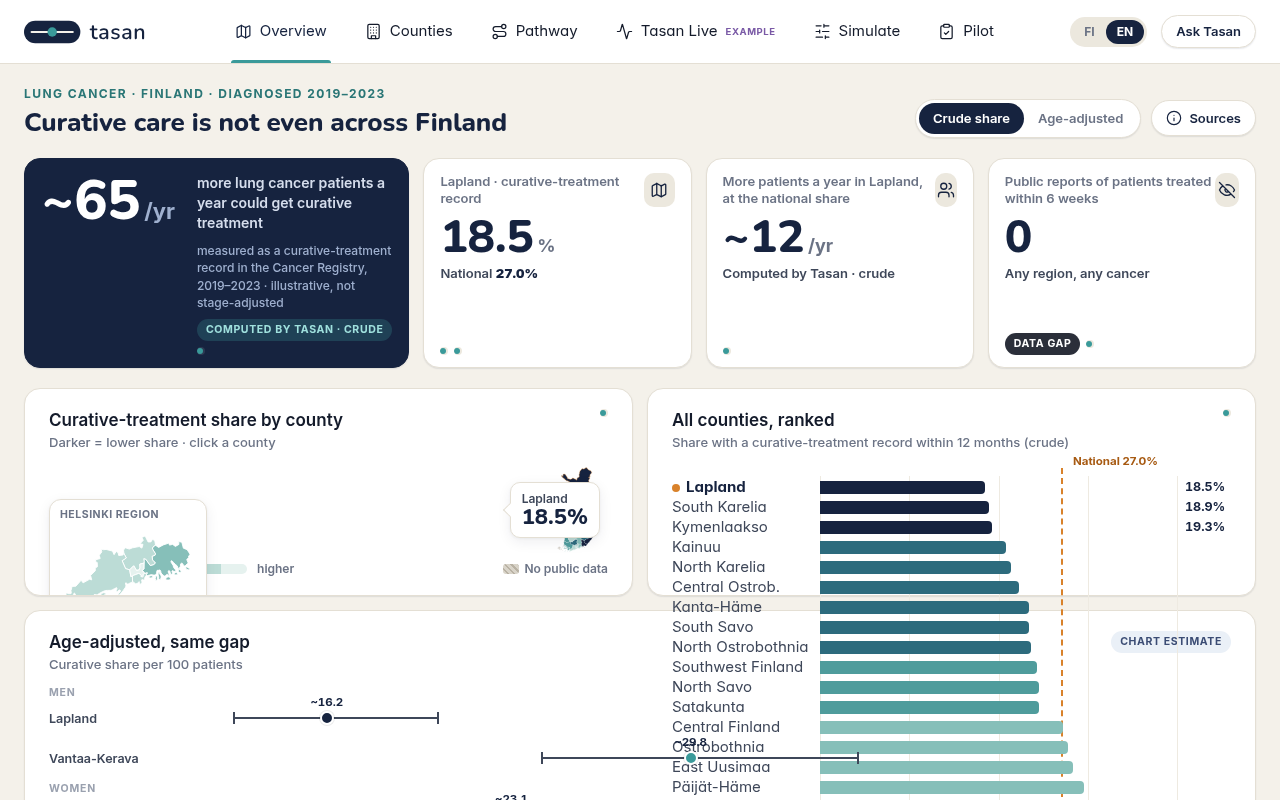 tasan
Overview
Counties
Pathway
Tasan Live EXAMPLE
Simulate
Pilot
FI EN
Ask Tasan
LUNG CANCER · FINLAND · DIAGNOSED 2019–2023
Curative care is not even across Finland
Crude share
Age-adjusted
Sources
~65 /yr
more lung cancer patients a
year could get curative
treatment
measured as a curative-treatment
record in the Cancer Registry,
2019–2023 · illustrative, not
stage-adjusted
COMPUTED BY TASAN · CRUDE
Lapland · curative-treatment
record
18.5 %
National 27.0%
More patients a year in Lapland,
at the national share
~12 /yr
Computed by Tasan · crude
Public reports of patients treated
within 6 weeks
0
Any region, any cancer
DATA GAP
Curative-treatment share by county
Darker = lower share · click a county
HELSINKI REGION
higher
Lapland
18.5%
No public data
All counties, ranked
Share with a curative-treatment record within 12 months (crude)
National 27.0%
Lapland 18.5%
South Karelia 18.9%
Kymenlaakso 19.3%
Kainuu
North Karelia
Central Ostrob.
Kanta-Häme
South Savo
North Ostrobothnia
Southwest Finland
North Savo
Satakunta
Central Finland
Ostrobothnia
East Uusimaa
Päijät-Häme
Age-adjusted, same gap
Curative share per 100 patients
CHART ESTIMATE
MEN
~16.2
Lapland
~29.8
Vantaa-Kerava
WOMEN
~23.1